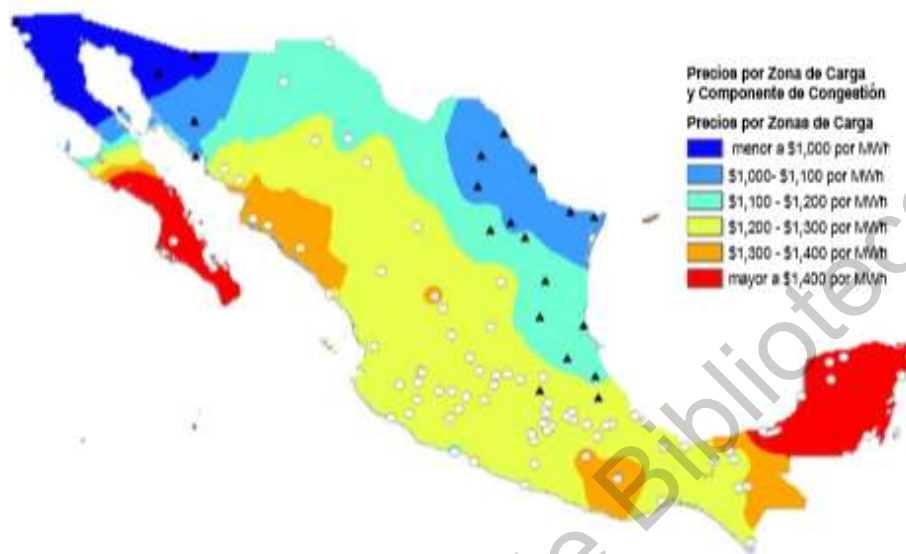 Precios por Zona de Carga
y Componente de Congestión
Precios por Zonas de Carga
menor a $1,000 por MWh
$1,000- $1,100 por MWh
$1,100 - $1,200 por MWh
$1,200 - $1,300 por MWh
$1,300 - $1,400 por MWh
mayor a $1,400 por MWh
de Bibliotec